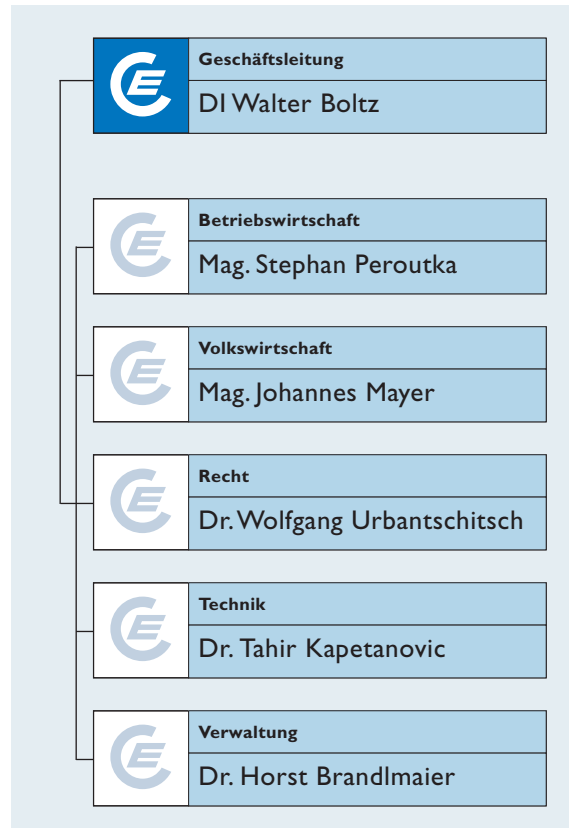 Geschäftsleitung
DI Walter Boltz
Betriebswirtschaft
Mag. Stephan Peroutka
Volkswirtschaft
Mag. Johannes Mayer
Recht
Dr. Wolfgang Urbantschitsch
Technik
Dr. Tahir Kapetanovic
Verwaltung
Dr. Horst Brandlmaier